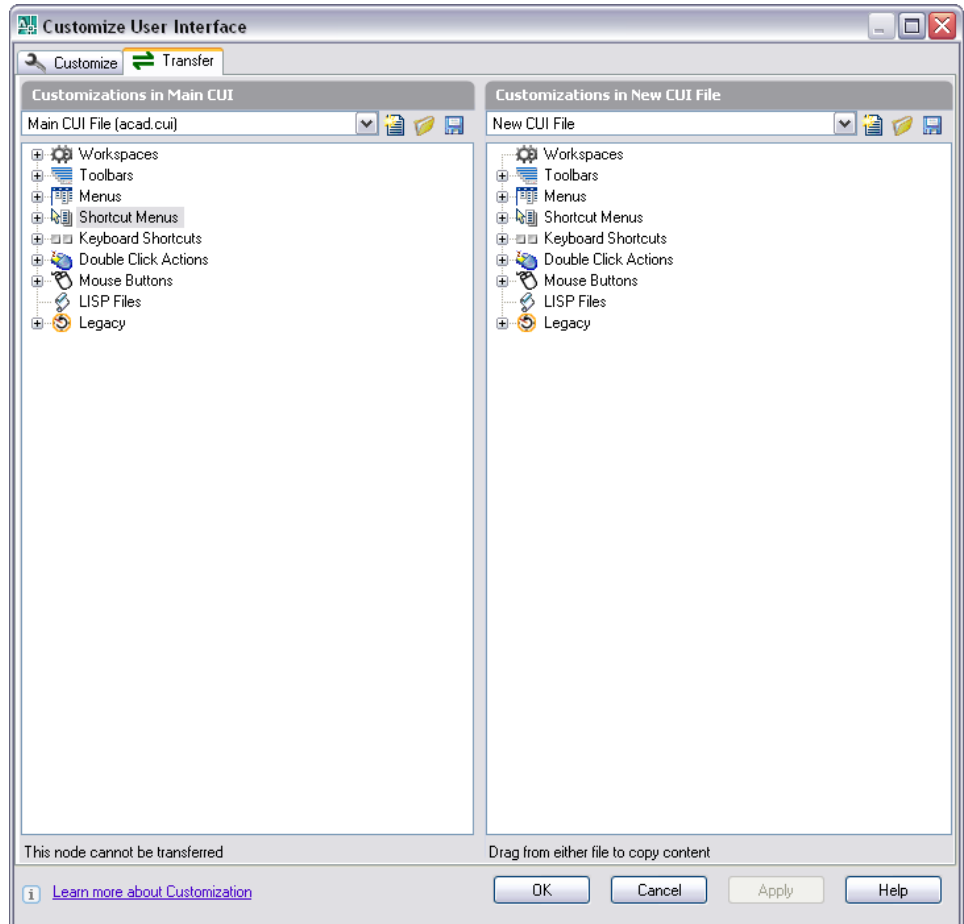 Customize User Interface
Customize
Transfer
Customizations in Main CUI
Main CUI File (acad.cui)
Workspaces
Toolbars
Menus
Shortcut Menus
Keyboard Shortcuts
Double Click Actions
Mouse Buttons
LISP Files
Legacy
This node cannot be transferred
Customizations in New CUI File
New CUI File
Workspaces
Toolbars
Menus
Shortcut Menus
Keyboard Shortcuts
Double Click Actions
Mouse Buttons
LISP Files
Legacy
Drag from either file to copy content
Learn more about Customization
OK
Cancel
Apply
Help